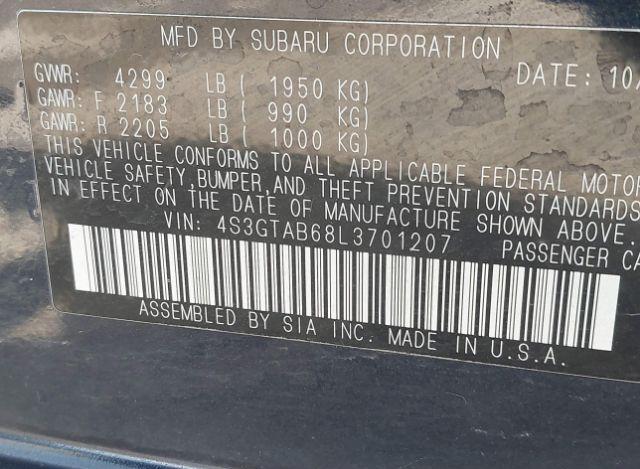 MFD BY SUBARU CORPORATION
GVWR: 4299 LB ( 1950 KG) DATE: 10/
GAWR: F 2183 LB ( 990 KG)
GAWR: R 2205 LB ( 1000 KG)
THIS VEHICLE CONFORMS TO ALL APPLICABLE FEDERAL MOTOR
VEHICLE SAFETY, BUMPER, AND THEFT PREVENTION STANDARDS
IN EFFECT ON THE DATE OF MANUFACTURE SHOWN ABOVE.
VIN: 4S3GTAB68L3701207 PASSENGER CA
ASSEMBLED BY SIA INC. MADE IN U.S.A.